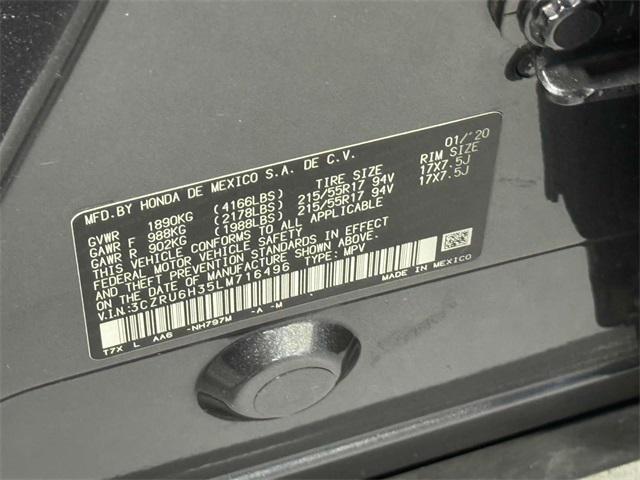 MFD.BY HONDA DE MEXICO S.A. DE C.V. 01/'20
TIRE SIZE RIM SIZE
GVWR 1890KG (4166LBS)
GAWR F 988KG (2178LBS) 215/55R17 94V 17X7.5J
GAWR R 902KG (1988LBS) 215/55R17 94V 17X7.5J
THIS VEHICLE CONFORMS TO ALL APPLICABLE
FEDERAL MOTOR VEHICLE SAFETY
AND THEFT PREVENTION STANDARDS IN EFFECT
ON THE DATE OF MANUFACTURE SHOWN ABOVE.
V.I.N:3CZRU6H35LM716496 TYPE: MPV
MADE IN MEXICO
T7X L AA6 -NH797M -A -M